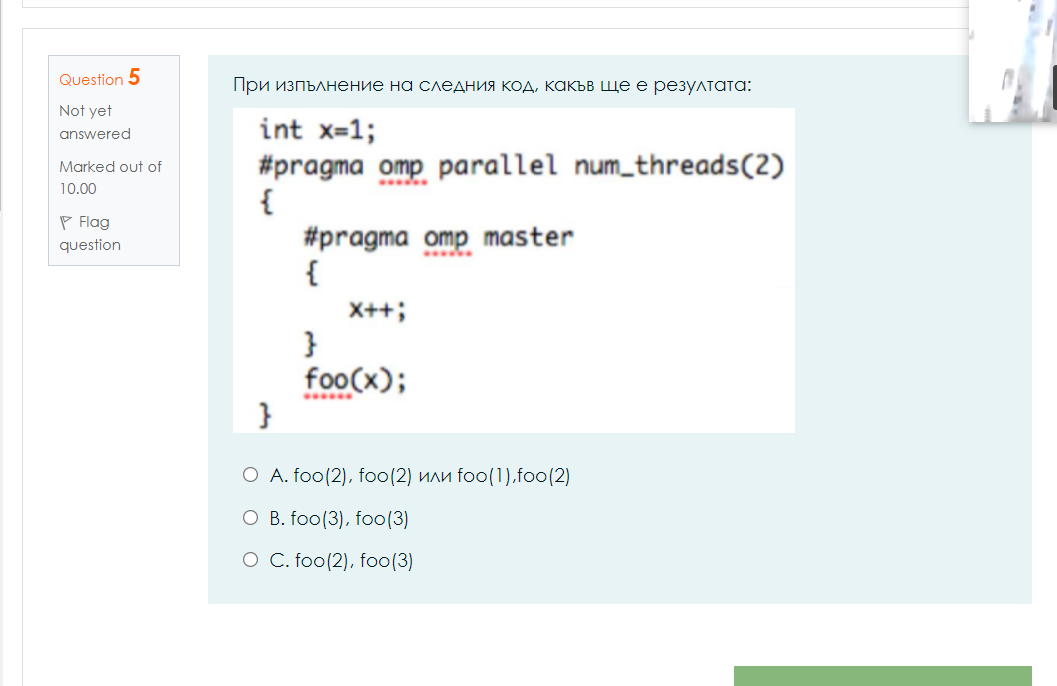 Question 5
Not yet
answered
Marked out of
10.00
Flag
question
При изпълнение на следния код, какъв ще е резултата:
int x=1;
#pragma omp parallel num_threads(2)
{
#pragma omp master
{
x++;
}
foo(x);
}
A. foo(2), foo(2) или foo(1),foo(2)
B. foo(3), foo(3)
C. foo(2), foo(3)